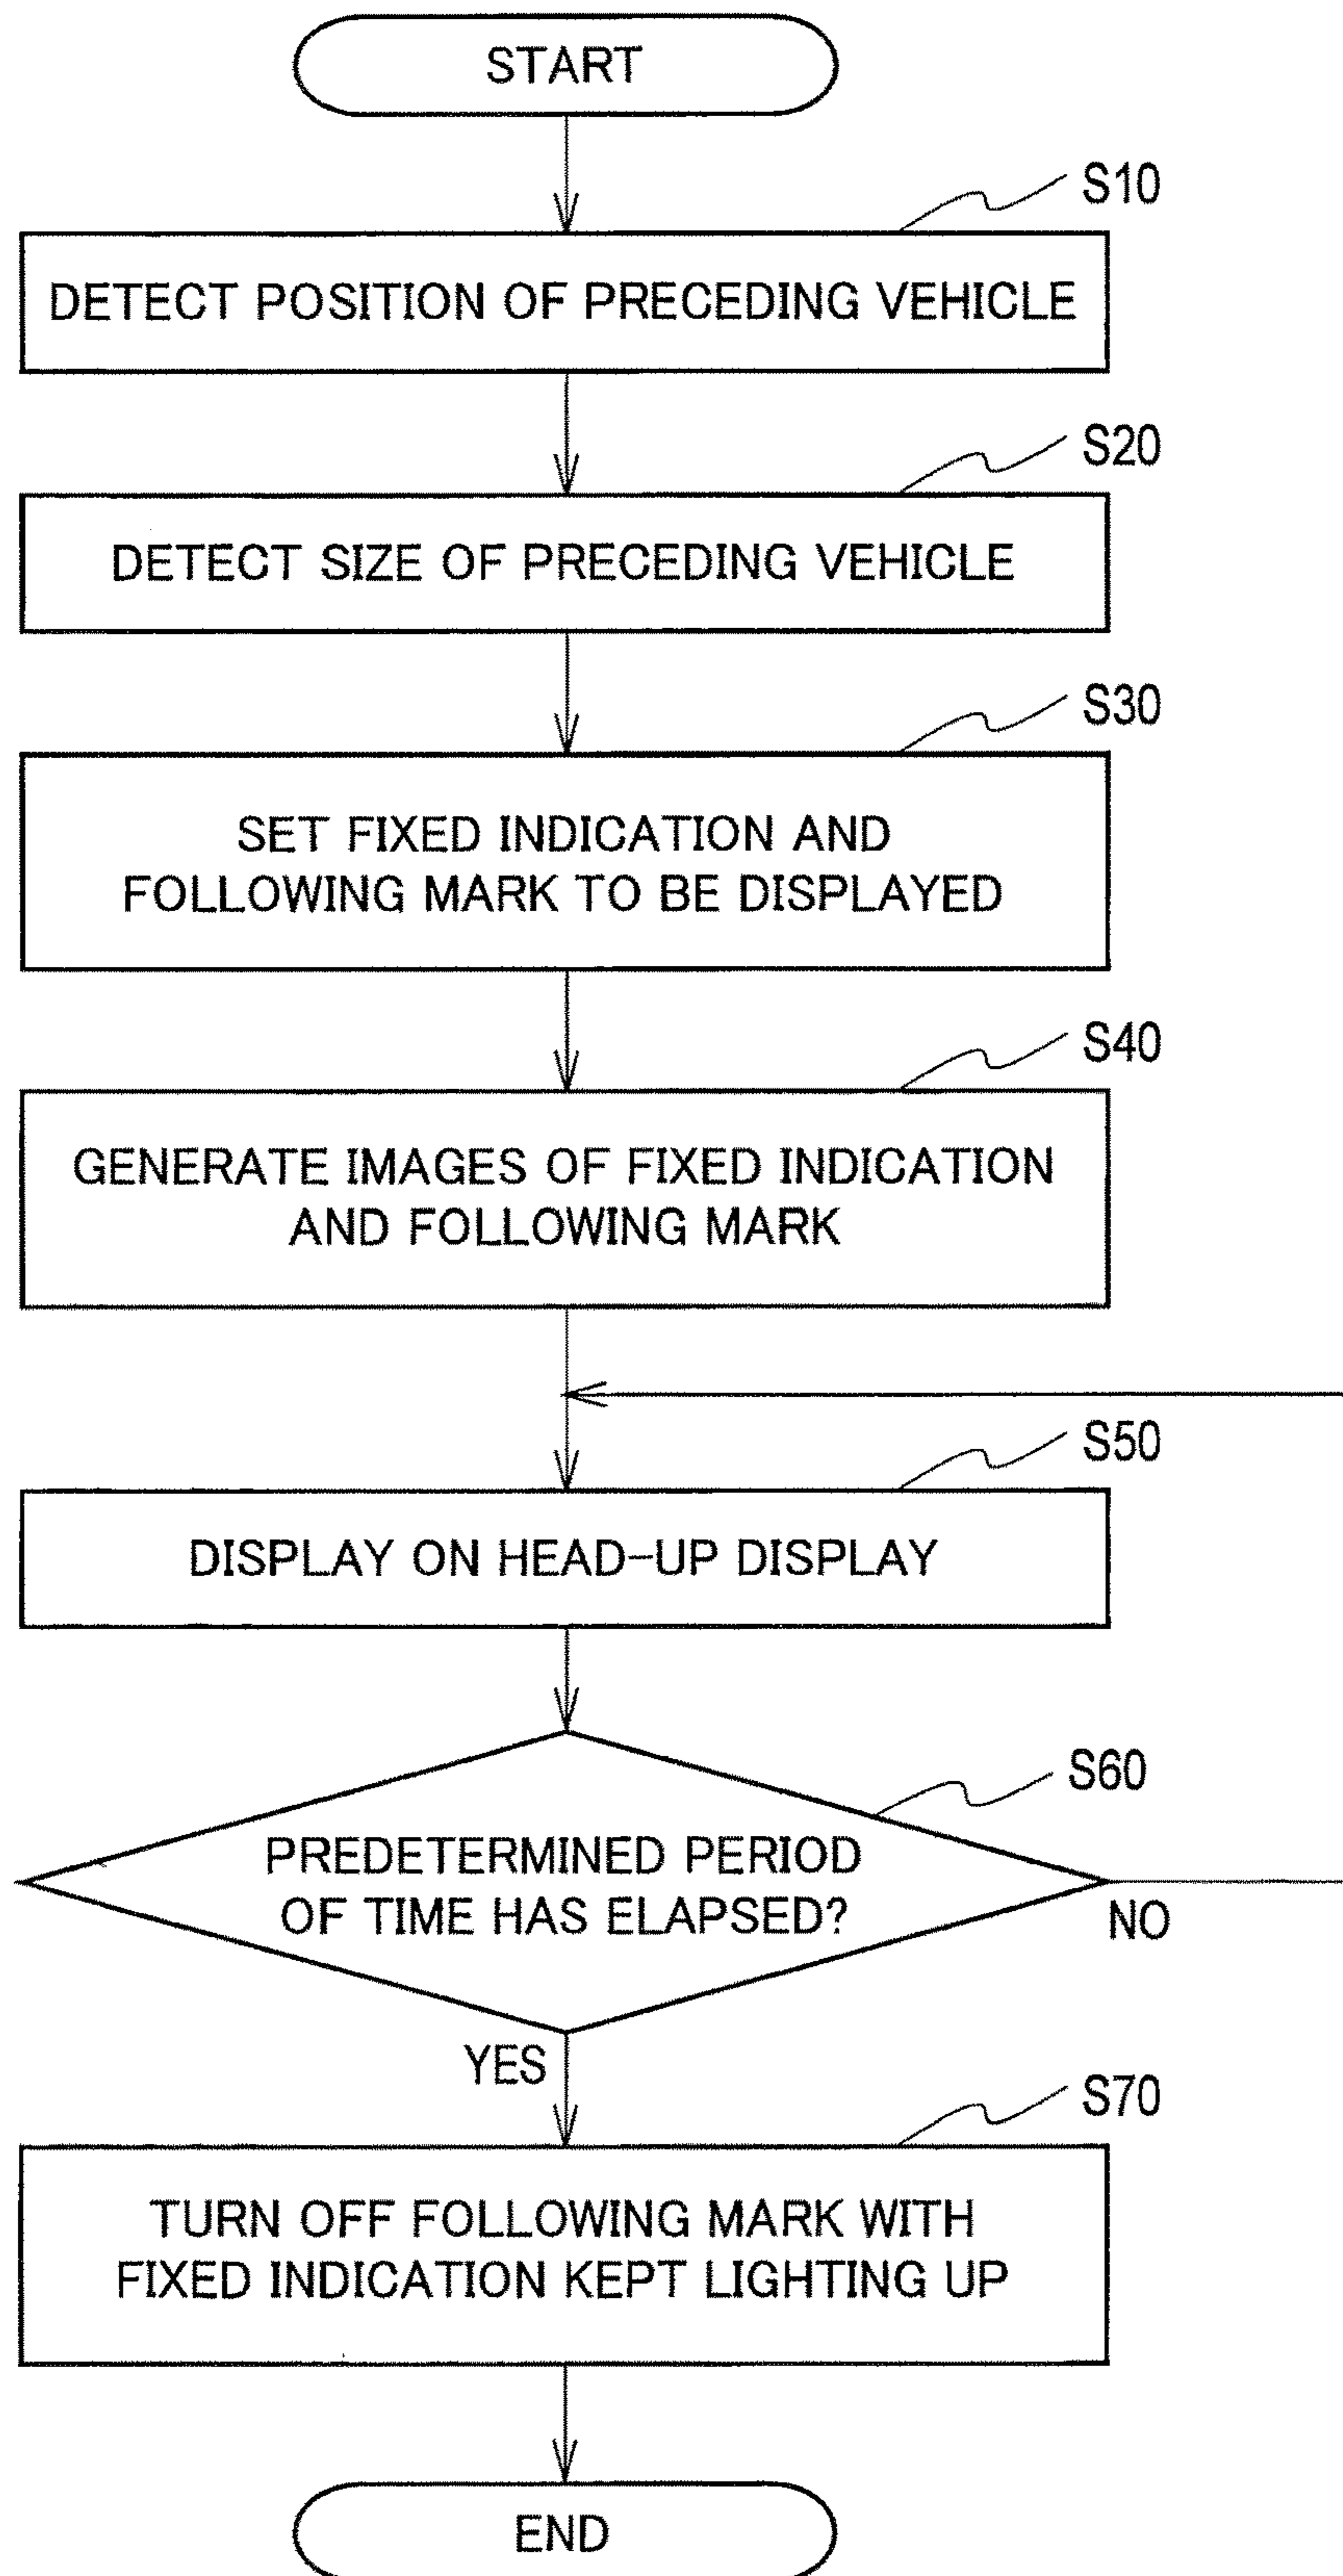 START
S10
DETECT POSITION OF PRECEDING VEHICLE
S20
DETECT SIZE OF PRECEDING VEHICLE
S30
SET FIXED INDICATION AND
FOLLOWING MARK TO BE DISPLAYED
S40
GENERATE IMAGES OF FIXED INDICATION
AND FOLLOWING MARK
S50
DISPLAY ON HEAD-UP DISPLAY
S60
PREDETERMINED PERIOD
OF TIME HAS ELAPSED?
NO
YES
S70
TURN OFF FOLLOWING MARK WITH
FIXED INDICATION KEPT LIGHTING UP
END